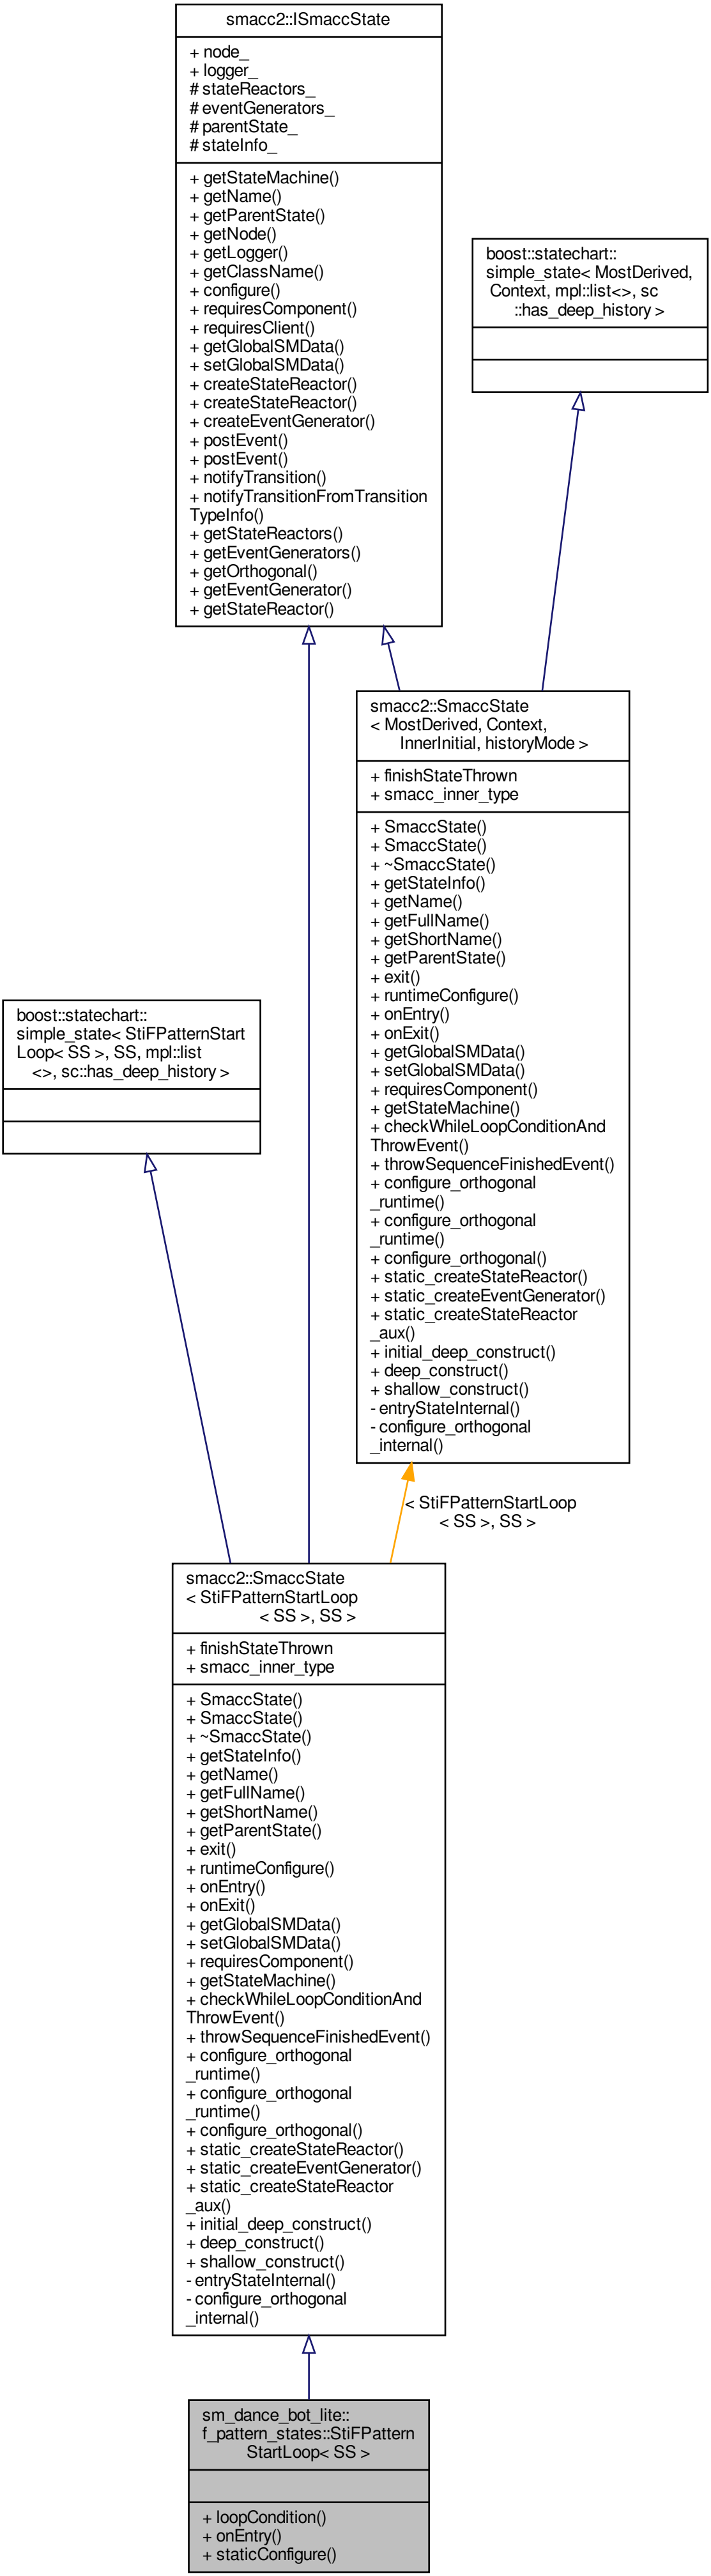 smacc2::ISmaccState
+ node_
+ logger_
# stateReactors_
# eventGenerators_
# parentState_
# stateInfo_
+ getStateMachine()
+ getName()
+ getParentState()
+ getNode()
+ getLogger()
+ getClassName()
+ configure()
+ requiresComponent()
+ requiresClient()
+ getGlobalSMData()
+ setGlobalSMData()
+ createStateReactor()
+ createStateReactor()
+ createEventGenerator()
+ postEvent()
+ postEvent()
+ notifyTransition()
+ notifyTransitionFromTransition
TypeInfo()
+ getStateReactors()
+ getEventGenerators()
+ getOrthogonal()
+ getEventGenerator()
+ getStateReactor()
boost::statechart::
simple_state< MostDerived,
Context, mpl::list<>, sc
::has_deep_history >
smacc2::SmaccState
< MostDerived, Context,
InnerInitial, historyMode >
+ finishStateThrown
+ smacc_inner_type
+ SmaccState()
+ SmaccState()
+ ~SmaccState()
+ getStateInfo()
+ getName()
+ getFullName()
+ getShortName()
+ getParentState()
+ exit()
+ runtimeConfigure()
+ onEntry()
+ onExit()
+ getGlobalSMData()
+ setGlobalSMData()
+ requiresComponent()
+ getStateMachine()
+ checkWhileLoopConditionAnd
ThrowEvent()
+ throwSequenceFinishedEvent()
+ configure_orthogonal
_runtime()
+ configure_orthogonal
_runtime()
+ configure_orthogonal()
+ static_createStateReactor()
+ static_createEventGenerator()
+ static_createStateReactor
_aux()
+ initial_deep_construct()
+ deep_construct()
+ shallow_construct()
- entryStateInternal()
- configure_orthogonal
_internal()
boost::statechart::
simple_state< StiFPatternStart
Loop< SS >, SS, mpl::list
<>, sc::has_deep_history >
< StiFPatternStartLoop
< SS >, SS >
smacc2::SmaccState
< StiFPatternStartLoop
< SS >, SS >
+ finishStateThrown
+ smacc_inner_type
+ SmaccState()
+ SmaccState()
+ ~SmaccState()
+ getStateInfo()
+ getName()
+ getFullName()
+ getShortName()
+ getParentState()
+ exit()
+ runtimeConfigure()
+ onEntry()
+ onExit()
+ getGlobalSMData()
+ setGlobalSMData()
+ requiresComponent()
+ getStateMachine()
+ checkWhileLoopConditionAnd
ThrowEvent()
+ throwSequenceFinishedEvent()
+ configure_orthogonal
_runtime()
+ configure_orthogonal
_runtime()
+ configure_orthogonal()
+ static_createStateReactor()
+ static_createEventGenerator()
+ static_createStateReactor
_aux()
+ initial_deep_construct()
+ deep_construct()
+ shallow_construct()
- entryStateInternal()
- configure_orthogonal
_internal()
sm_dance_bot_lite::
f_pattern_states::StiFPattern
StartLoop< SS >
+ loopCondition()
+ onEntry()
+ staticConfigure()